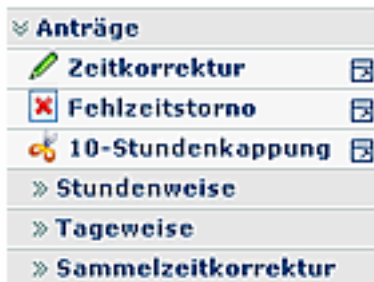 Anträge
Zeitkorrektur
Fehlzeitstorno
10-Stundenkappung
Stundenweise
Tageweise
Sammelzeitkorrektur